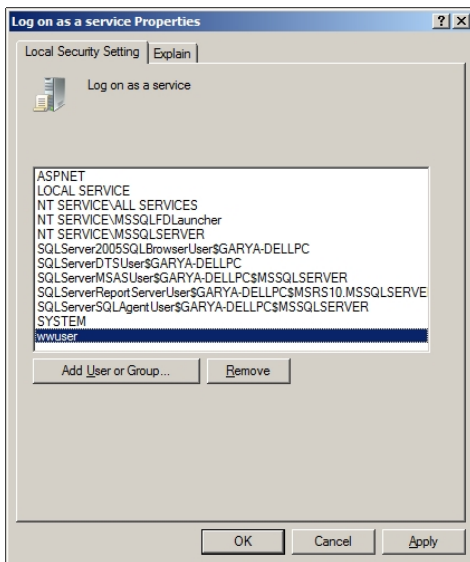 Log on as a service Properties
Local Security Setting
Explain
Log on as a service
ASPNET
LOCAL SERVICE
NT SERVICE\ALL SERVICES
NT SERVICE\MSSQLFDLauncher
NT SERVICE\MSSQLSERVER
SQLServer2005SQLBrowserUser$GARYA-DELLPC
SQLServerDTSUser$GARYA-DELLPC
SQLServerMSASUser$GARYA-DELLPC$MSSQLSERVER
SQLServerReportServerUser$GARYA-DELLPC$MSRS10.MSSQLSERVE
SQLServerSQLAgentUser$GARYA-DELLPC$MSSQLSERVER
SYSTEM
wwuser
Add User or Group...
Remove
OK
Cancel
Apply